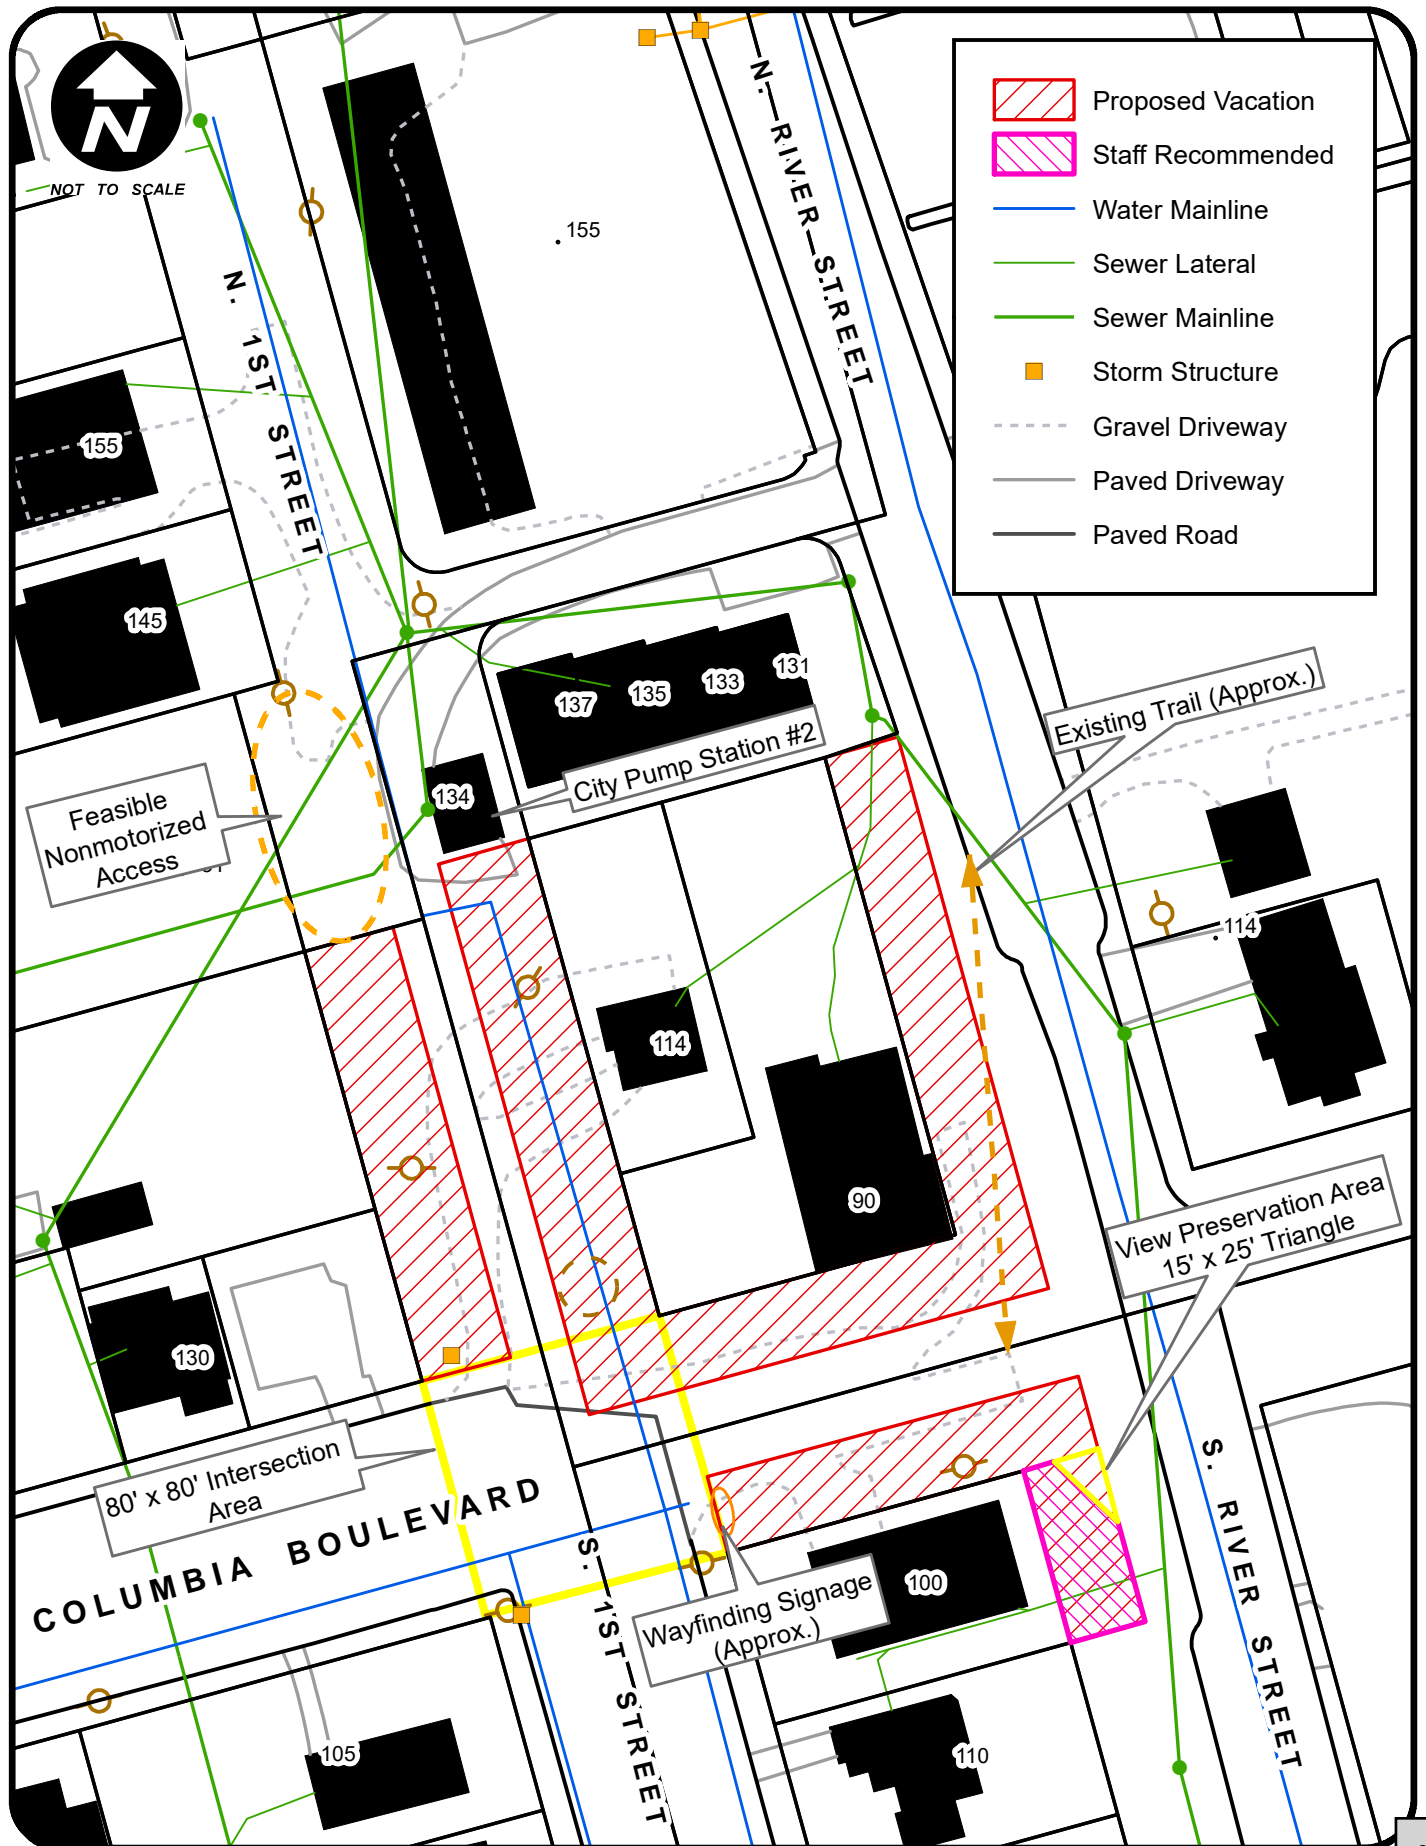 N
NOT TO SCALE
Proposed Vacation
Staff Recommended
Water Mainline
Sewer Lateral
Sewer Mainline
Storm Structure
Gravel Driveway
Paved Driveway
Paved Road
N. RIVER STREET
155
N. 1ST STREET
155
145
137
135
133
131
Existing Trail (Approx.)
City Pump Station #2
134
Feasible
Nonmotorized
Access
114
114
90
View Preservation Area
15' x 25' Triangle
130
80' x 80' Intersection
Area
COLUMBIA BOULEVARD
S. 1ST STREET
S. RIVER STREET
Wayfinding Signage
(Approx.)
100
105
110